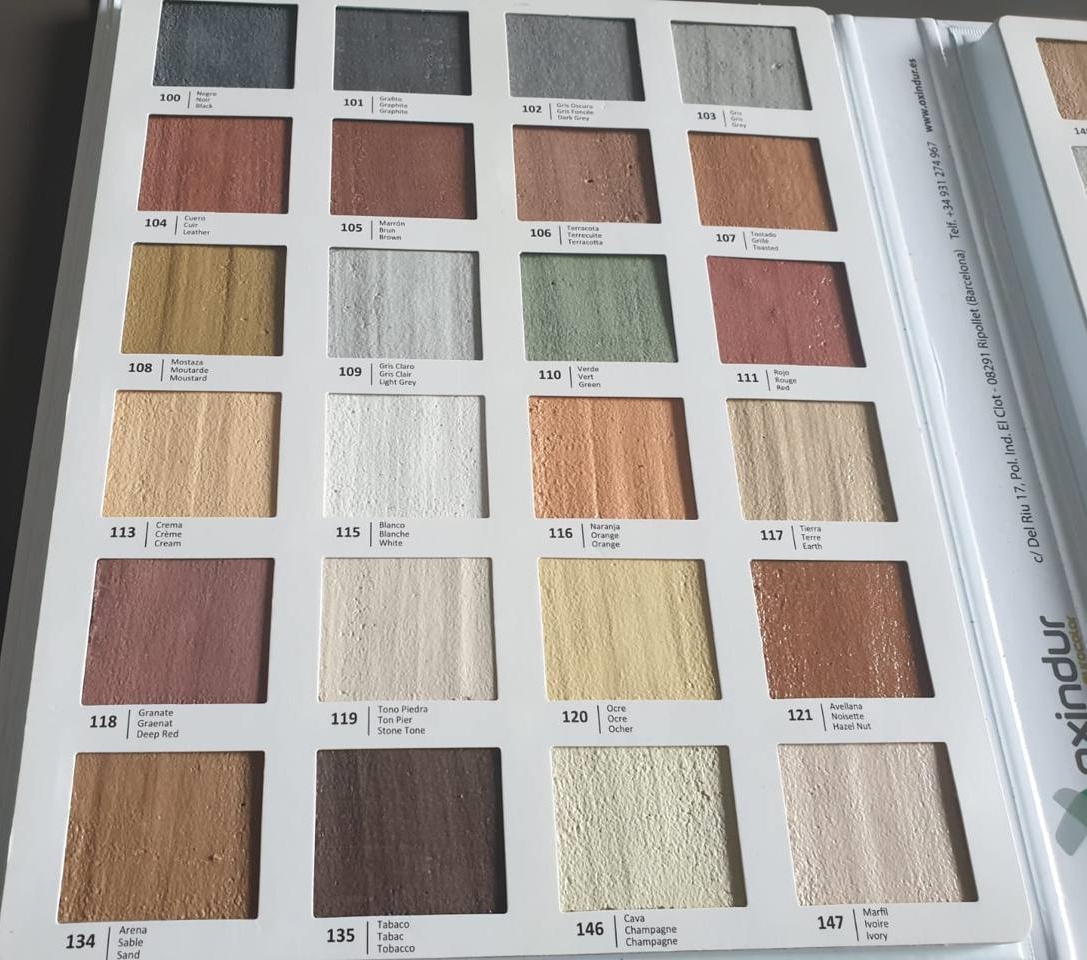 100
Negro
Noir
Black
101
Grafito
Graphite
Graphite
102
Gris Oscuro
Gris Foncée
Dark Grey
103
Gris
Gris
Grey
104
Cuero
Cuir
Leather
105
Marrón
Brun
Brown
106
Terracota
Terrecuite
Terracotta
107
Tostado
Grillé
Toasted
108
Mostaza
Moutarde
Moustard
109
Gris Claro
Gris Clair
Light Grey
110
Verde
Vert
Green
111
Rojo
Rouge
Red
113
Crema
Crème
Cream
115
Blanco
Blanche
White
116
Naranja
Orange
Orange
117
Tierra
Terre
Earth
118
Granate
Graenat
Deep Red
119
Tono Piedra
Ton Pier
Stone Tone
120
Ocre
Ocre
Ocher
121
Avellana
Noisette
Hazel Nut
134
Arena
Sable
Sand
135
Tabaco
Tabac
Tobacco
146
Cava
Champagne
Champagne
147
Marfil
Ivoire
Ivory
c/ Del Riu 17, Pol. Ind. El Clot - 08291 Ripollet (Barcelona) Telf. +34 931 274 967 www.oxindur.es
oxindur